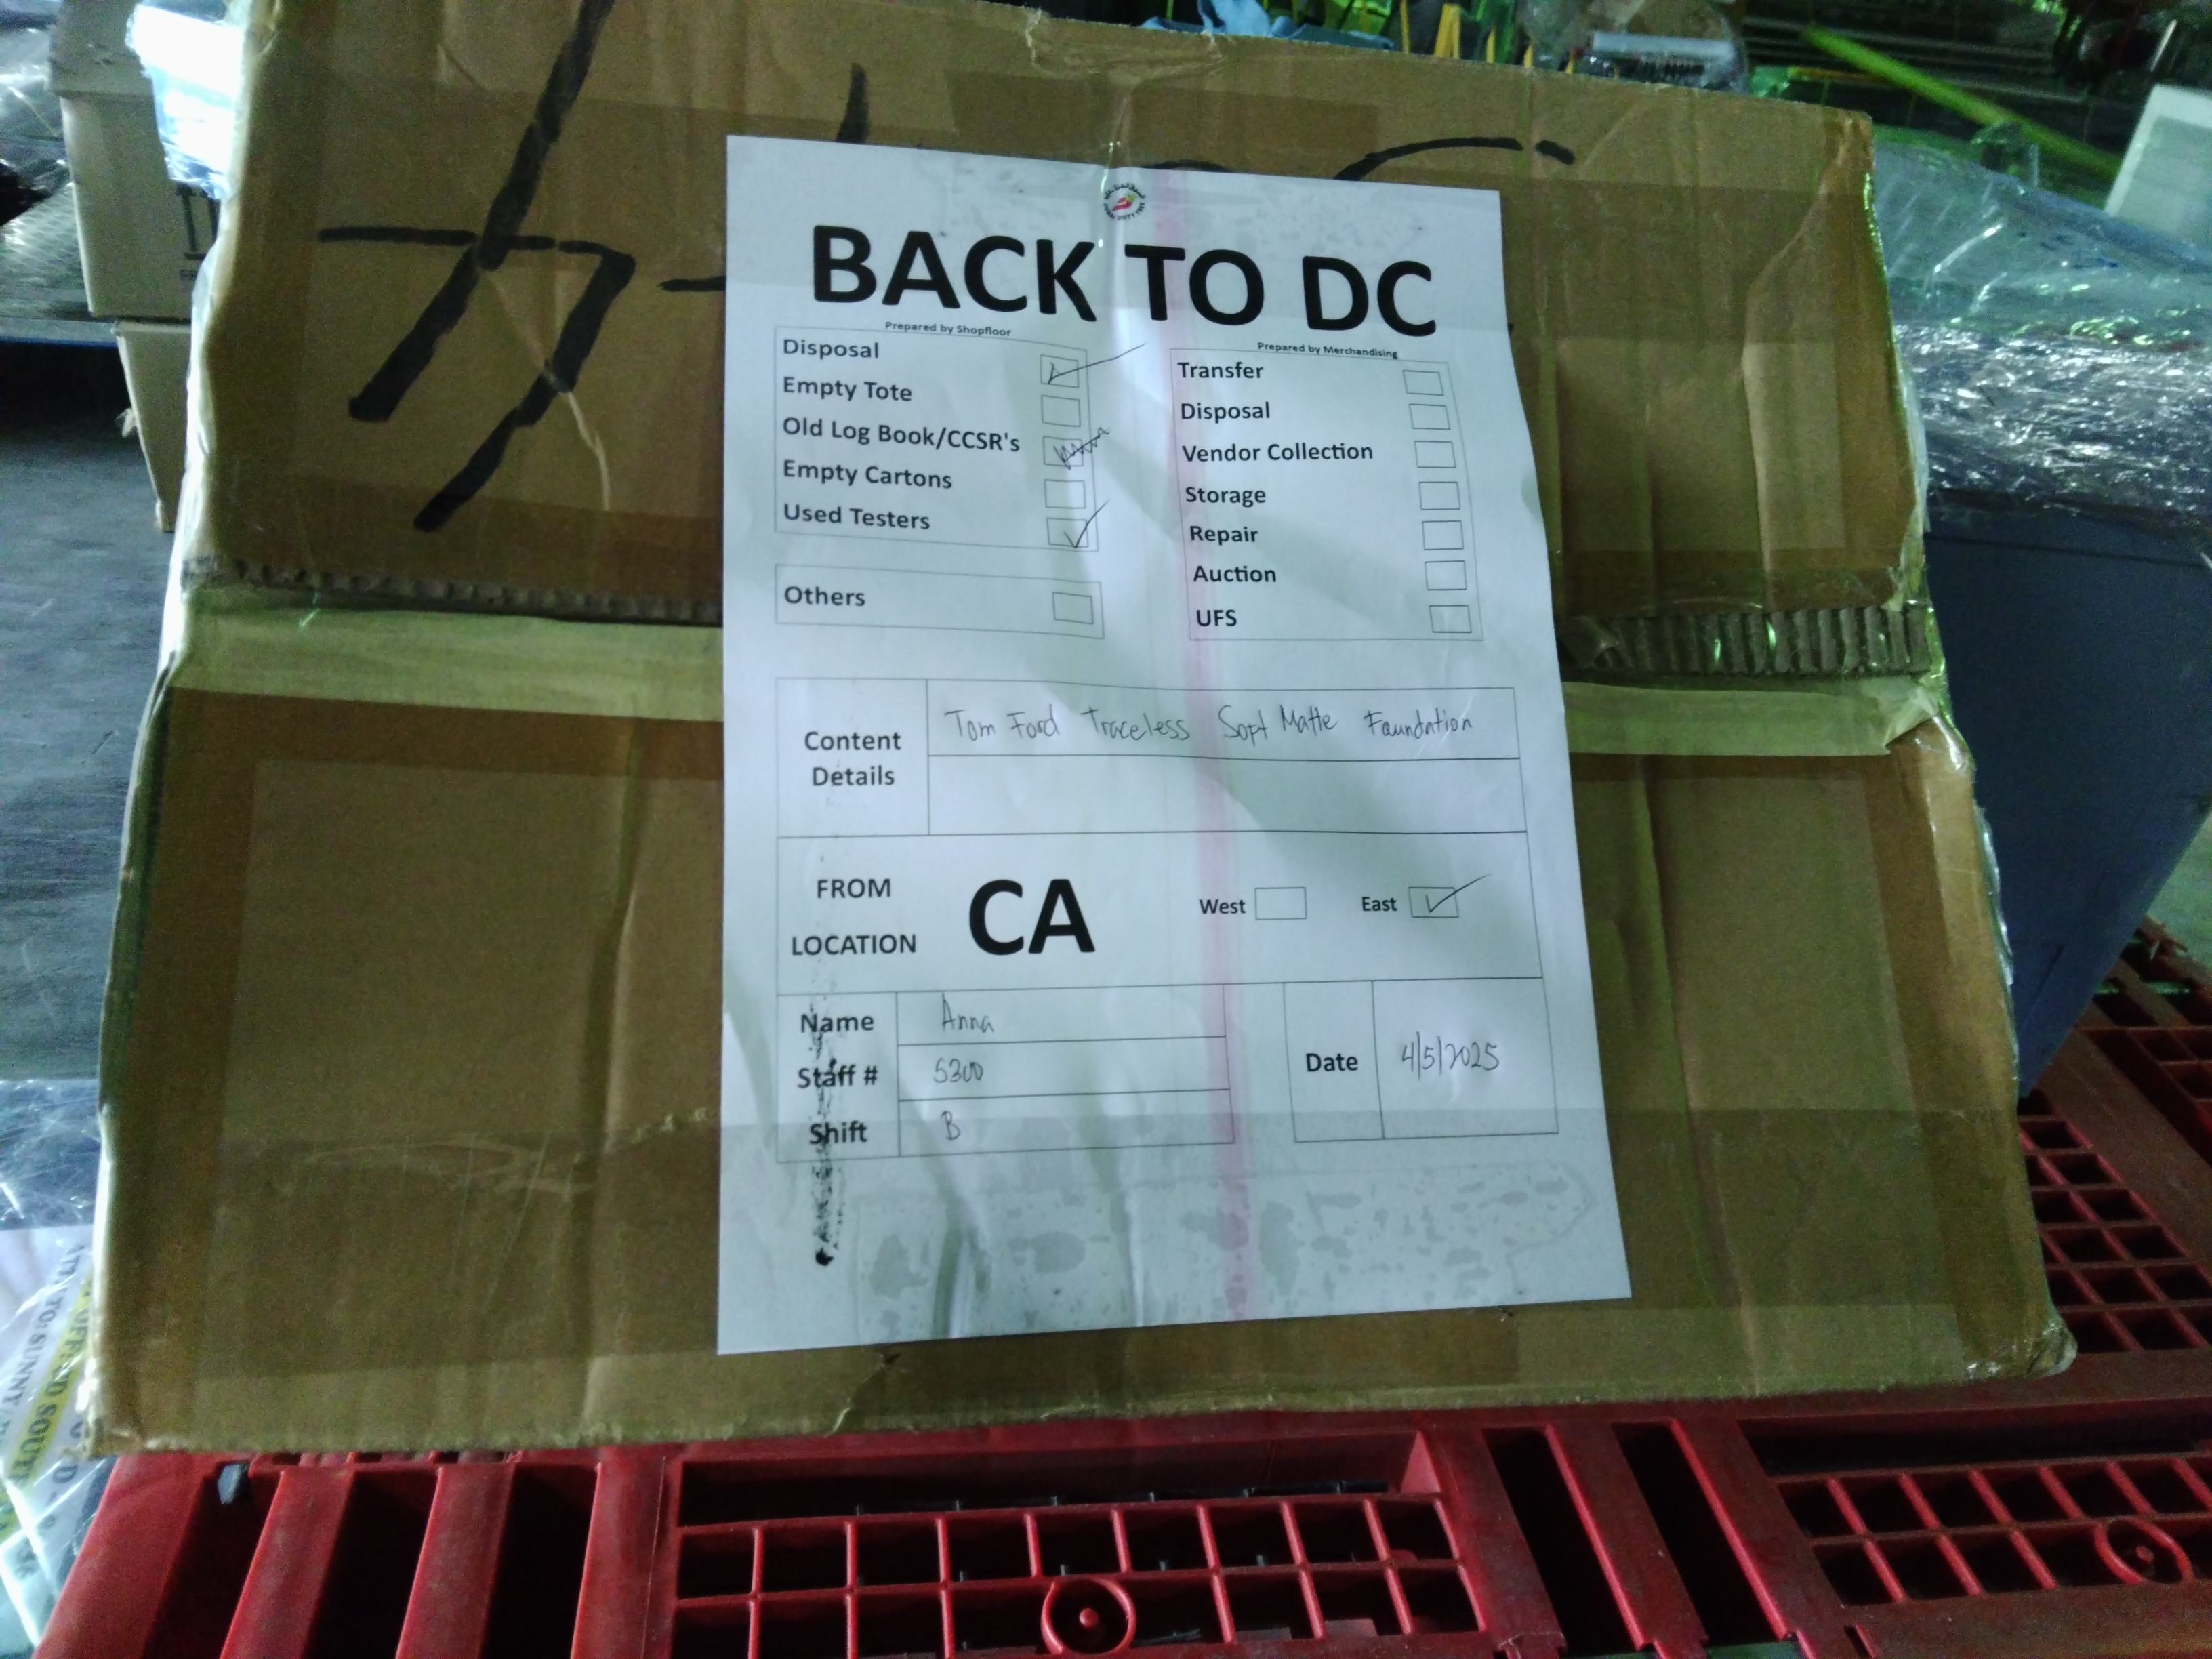 BACK TO DC
Prepared by Shopfloor
Disposal
Empty Tote
Old Log Book/CCSR's
Empty Cartons
Used Testers
Others
Prepared by Merchandising
Transfer
Disposal
Vendor Collection
Storage
Repair
Auction
UFS
Content Details
Tom Ford Traceless Soft Matte Foundation
FROM LOCATION
CA
West
East
Name
Anna
Staff #
5300
Shift
B
Date
4/5/2025